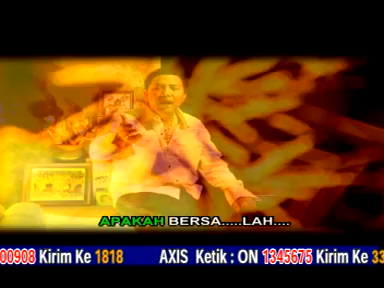 APAKAH BERSA.....LAH....
00908 Kirim Ke 1818 AXIS Ketik : ON 1345675 Kirim Ke 33